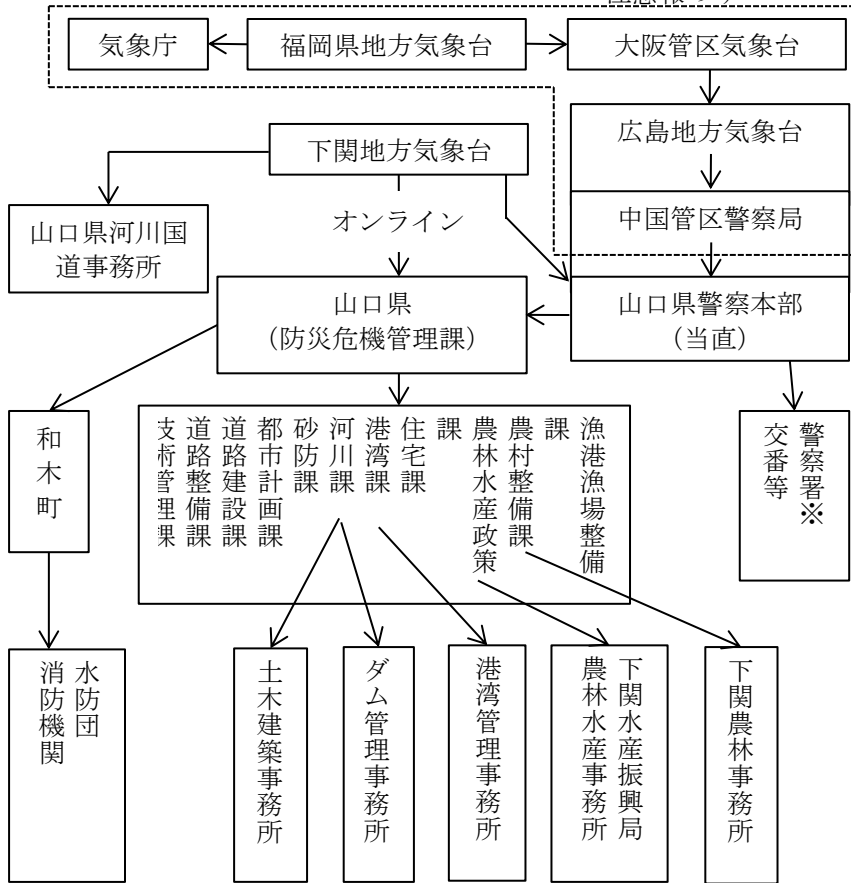 気象庁
福岡県地方気象台
大阪管区気象台
広島地方気象台
下関地方気象台
中国管区警察局
オンライン
山口県河川国
道事務所
山口県
（防災危機管理課）
山口県警察本部
（当直）
和木町
漁港漁場整備
課
農村整備課
農林水産政策
課
住宅課
港湾課
河川課
砂防課
都市計画課
道路建設課
道路整備課
技術管理課
警察署※
交番等
水防団
消防機関
土木建築事務所
ダム管理事務所
港湾管理事務所
下関水産振興局
農林水産事務所
下関農林事務所